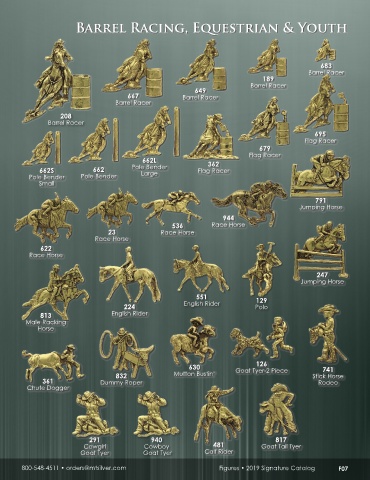 BARREL RACING, EQUESTRIAN & YOUTH
208
Barrel Racer
667
Barrel Racer
649
Barrel Racer
189
Barrel Racer
683
Barrel Racer
662S
Pole Bender
Small
662
Pole Bender
662L
Pole Bender
Large
362
Flag Racer
679
Flag Racer
695
Flag Racer
622
Race Horse
23
Race Horse
536
Race Horse
944
Race Horse
791
Jumping Horse
813
Male Racking
Horse
224
English Rider
551
English Rider
129
Polo
247
Jumping Horse
361
Chute Dogger
832
Dummy Roper
630
Mutton Bustin'
126
Goat Tyer-2 Piece
741
Stick Horse
Rodeo
291
Cowgirl
Goat Tyer
940
Cowboy
Goat Tyer
481
Calf Rider
817
Goat Tail Tyer
800-548-4511 • orders@mtsilver.com
Figures • 2019 Signature Catalog F07